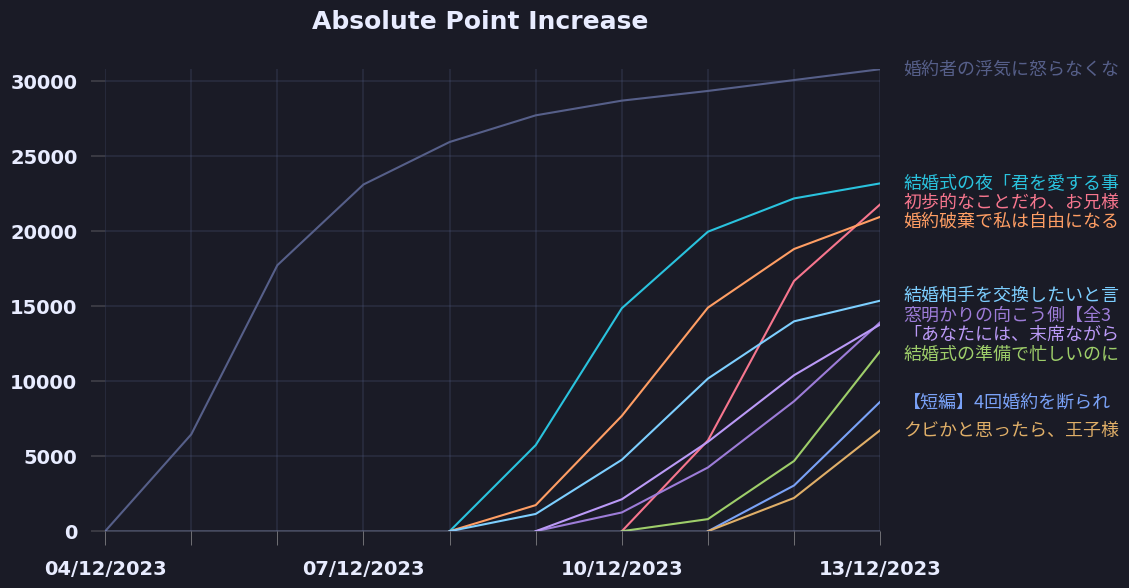 Absolute Point Increase
30000
25000
20000
15000
10000
5000
0
04/12/2023
07/12/2023
10/12/2023
13/12/2023
婚約者の浮気に怒らなくな
結婚式の夜「君を愛する事
初歩的なことだわ、お兄様
婚約破棄で私は自由になる
結婚相手を交換したいと言
窓明かりの向こう側【全3
「あなたには、末席ながら
結婚式の準備で忙しいのに
【短編】4回婚約を断られ
クビかと思ったら、王子様